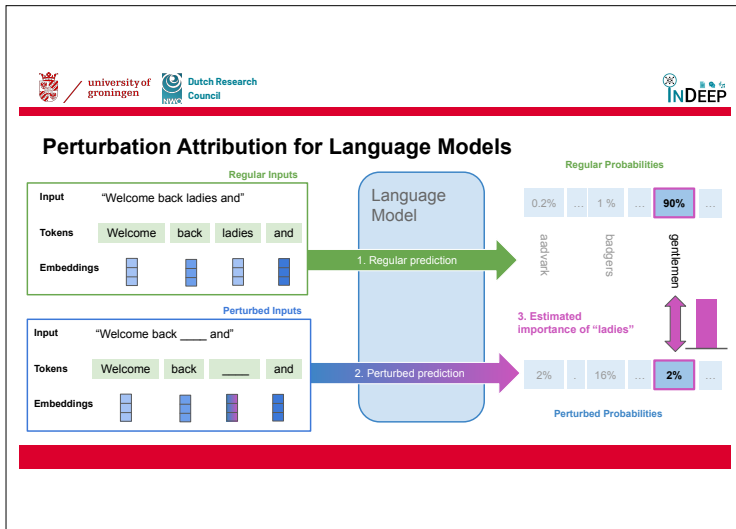 university of
groningen
NWO
Dutch Research
Council
INDEEP
Perturbation Attribution for Language Models
Regular Inputs
Input "Welcome back ladies and"
Tokens Welcome back ladies and
Embeddings
Language
Model
1. Regular prediction
Regular Probabilities
0.2% ... 1 % ... 90% ...
aadvark badgers gentlemen
3. Estimated
importance of "ladies"
Perturbed Inputs
Input "Welcome back ____ and"
Tokens Welcome back ____ and
Embeddings
2. Perturbed prediction
2% . 16% ... 2% ...
Perturbed Probabilities